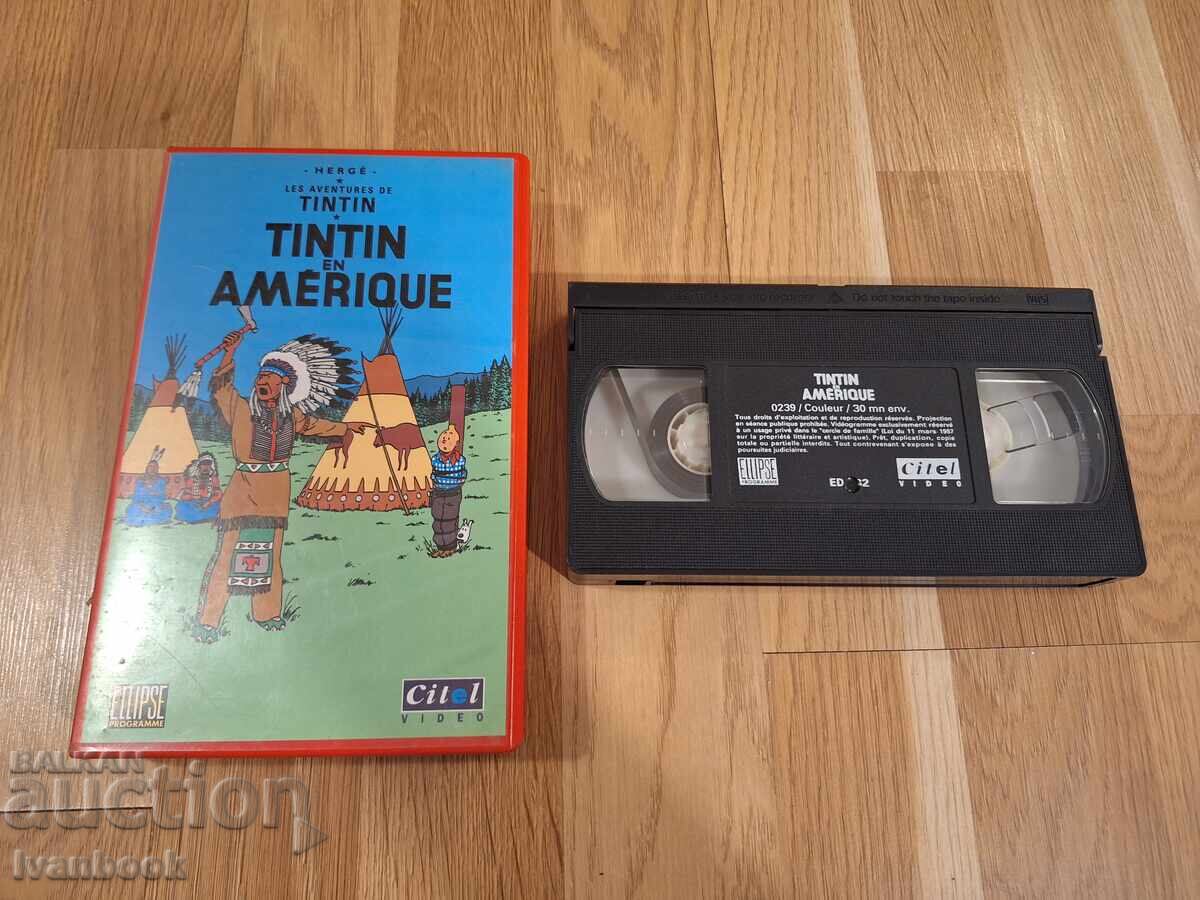 - HERGÉ -
LES AVENTURES DE
TINTIN
TINTIN
EN
AMÉRIQUE
ELLIPSE
PROGRAMME
Citel
VIDEO
Do not touch the tape inside
VHS
TINTIN
EN
AMERIQUE
0239 / Couleur / 30 mn env.
Tous droits d'exploitation et de reproduction réservés. Projection
en séance publique prohibée. Vidéogramme exclusivement réservé
à un usage privé dans le "cercle de famille" (Loi du 11 mars 1957
sur la propriété littéraire et artistique). Prêt, duplication, copie
totale ou partielle interdits. Tout contrevenant s'expose à des
poursuites judiciaires.
ELLIPSE
PROGRAMME
Citel
VIDEO
BALKAN
auction
Ivanbook